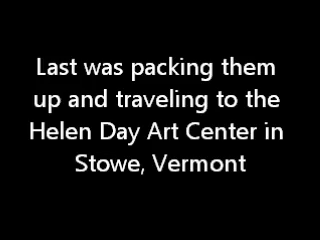 Last was packing them
up and traveling to the
Helen Day Art Center in
Stowe, Vermont